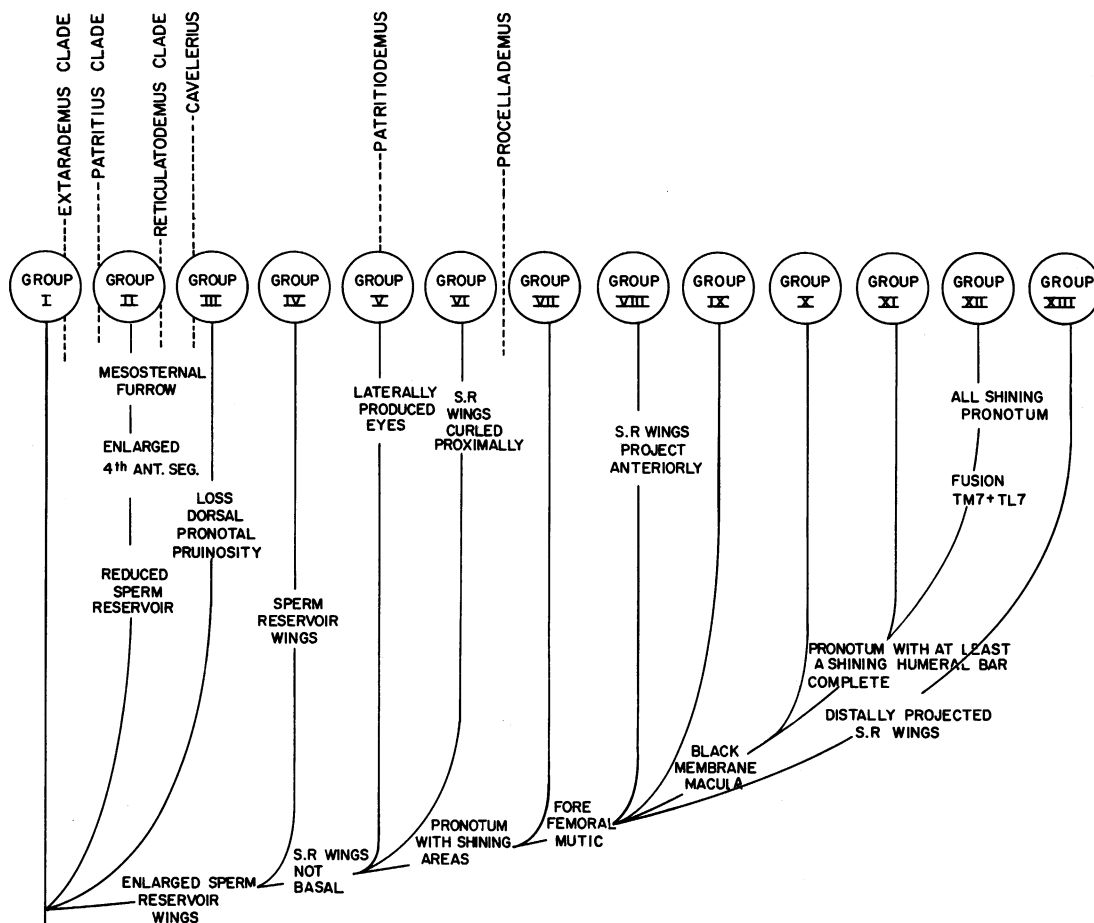 EXTARADEMUS CLADE
PATRITIUS CLADE
RETICULATODEMUS CLADE
CAVELERIUS
PATRITIODEMUS
PROCELLADEMUS
GROUP
I
GROUP
II
GROUP
III
GROUP
IV
GROUP
V
GROUP
VI
GROUP
VII
GROUP
VIII
GROUP
IX
GROUP
X
GROUP
XI
GROUP
XII
GROUP
XIII
MESOSTERNAL
FURROW
ENLARGED
4th ANT. SEG.
REDUCED
SPERM
RESERVOIR
LOSS
DORSAL
PRONOTAL
PRUINOSITY
SPERM
RESERVOIR
WINGS
LATERALLY
PRODUCED
EYES
S.R
WINGS
CURLED
PROXIMALLY
S.R WINGS
PROJECT
ANTERIORLY
ALL SHINING
PRONOTUM
FUSION
TM7+TL7
PRONOTUM WITH AT LEAST
A SHINING HUMERAL BAR
COMPLETE
DISTALLY PROJECTED
S.R WINGS
BLACK
MEMBRANE
MACULA
FORE
FEMORAL
MUTIC
PRONOTUM
WITH SHINING
AREAS
S.R WINGS
NOT
BASAL
ENLARGED SPERM
RESERVOIR
WINGS